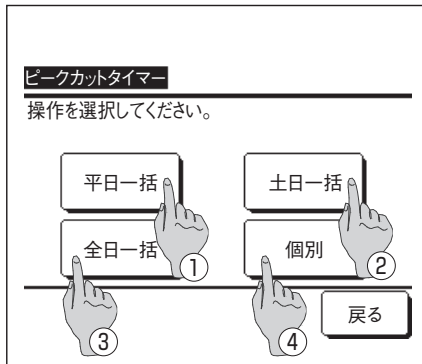 ピークカットタイマー
操作を選択してください。
平日一括 土日一括
① ②
全日一括 個別
③ ④
戻る